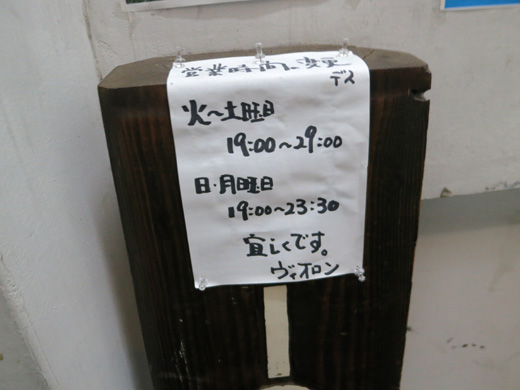 営業時間変更
デス
火〜土曜日
19:00〜29:00
日・月曜日
19:00〜23:30
宜しくです。
ヴィオロン